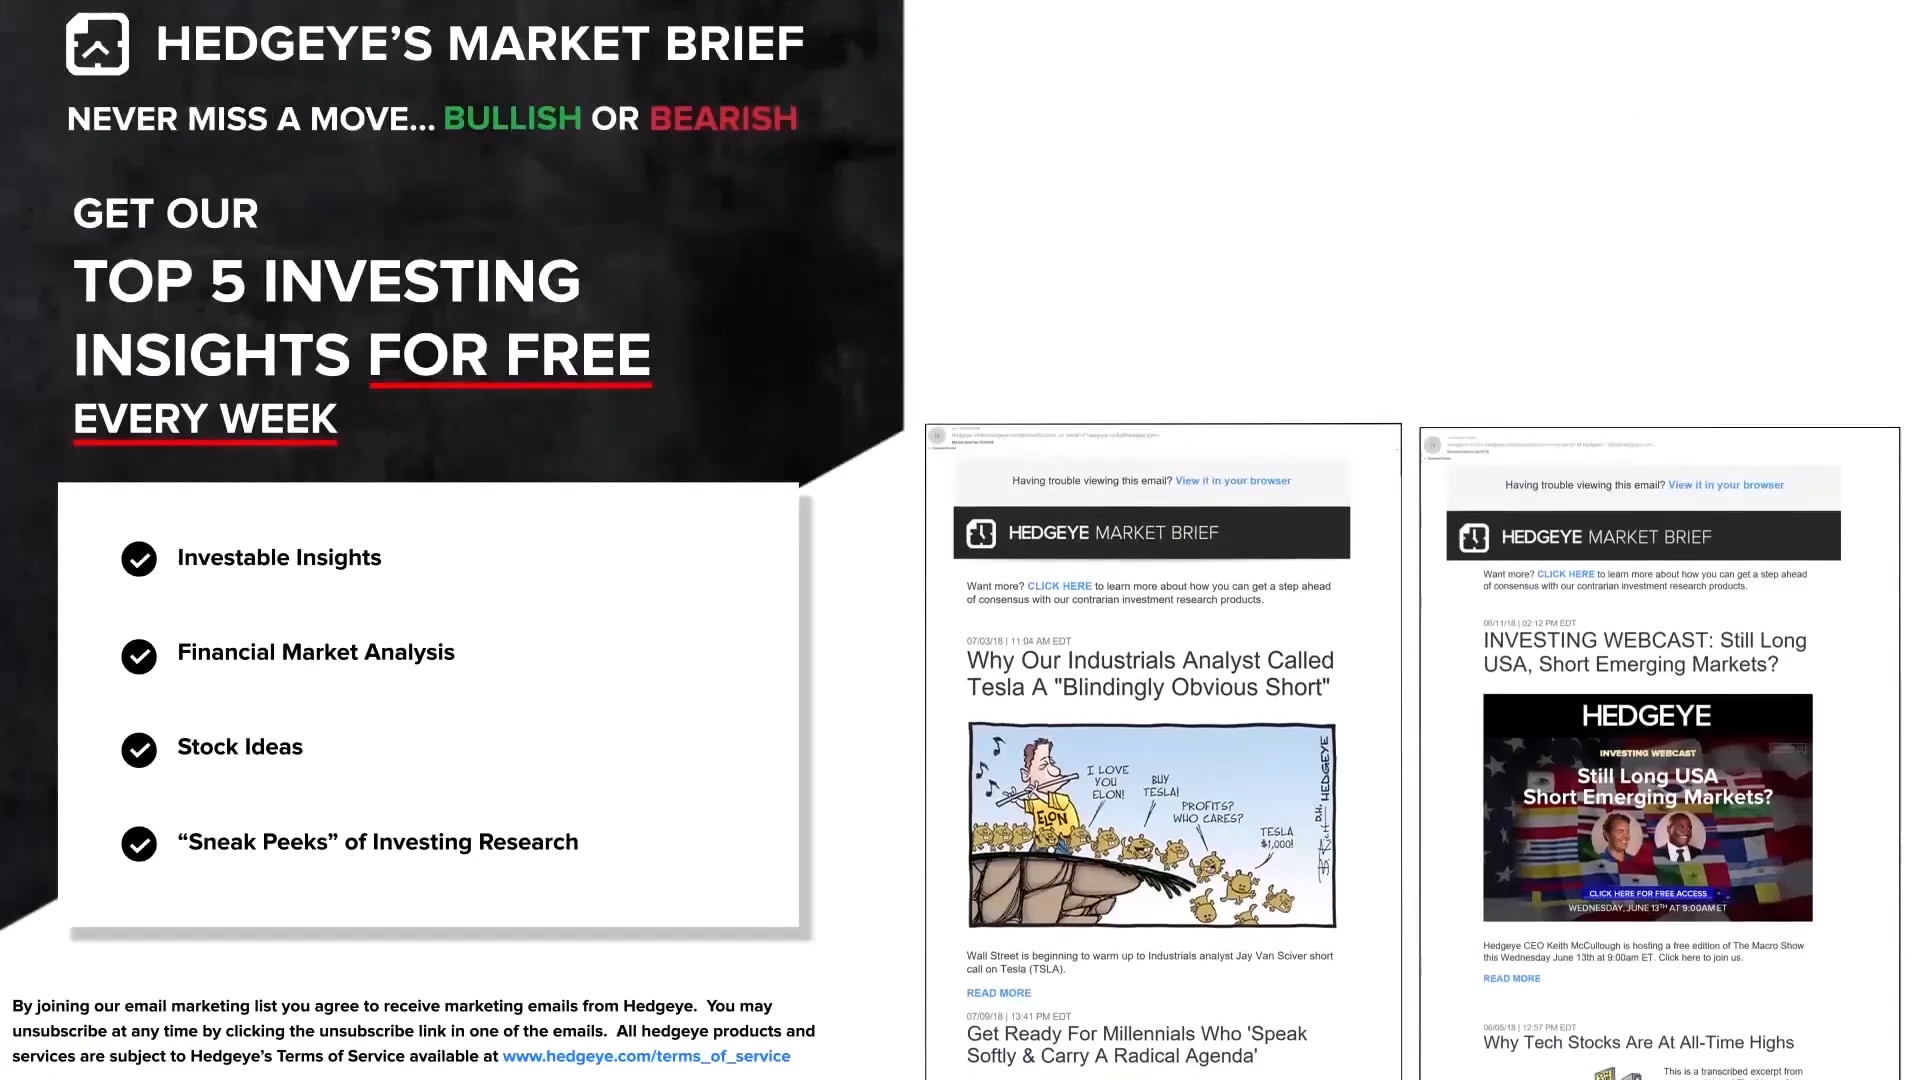 HEDGEYE’S MARKET BRIEF
NEVER MISS A MOVE... BULLISH OR BEARISH
GET OUR
TOP 5 INVESTING
INSIGHTS FOR FREE
EVERY WEEK
Investable Insights
Financial Market Analysis
Stock Ideas
“Sneak Peeks” of Investing Research
By joining our email marketing list you agree to receive marketing emails from Hedgeye. You may
unsubscribe at any time by clicking the unsubscribe link in one of the emails. All hedgeye products and
services are subject to Hedgeye’s Terms of Service available at www.hedgeye.com/terms_of_service
Having trouble viewing this email? View it in your browser
HEDGEYE MARKET BRIEF
Want more? CLICK HERE to learn more about how you can get a step ahead
of consensus with our contrarian investment research products.
07/03/18 | 11:04 AM EDT
Why Our Industrials Analyst Called
Tesla A "Blindingly Obvious Short"
I LOVE
YOU
ELON!
BUY
TESLA!
PROFITS?
WHO CARES?
TESLA
$1,000!
ELON
HEDGEYE
Wall Street is beginning to warm up to Industrials analyst Jay Van Sciver short
call on Tesla (TSLA).
READ MORE
07/09/18 | 13:41 PM EDT
Get Ready For Millennials Who 'Speak
Softly & Carry A Radical Agenda'
Having trouble viewing this email? View it in your browser
HEDGEYE MARKET BRIEF
Want more? CLICK HERE to learn more about how you can get a step ahead
of consensus with our contrarian investment research products.
06/11/18 | 02:12 PM EDT
INVESTING WEBCAST: Still Long
USA, Short Emerging Markets?
HEDGEYE
INVESTING WEBCAST
Still Long USA
Short Emerging Markets?
CLICK HERE FOR FREE ACCESS
WEDNESDAY, JUNE 13TH AT 9:00AM ET
Hedgeye CEO Keith McCullough is hosting a free edition of The Macro Show
this Wednesday June 13th at 9:00am ET. Click here to join us.
READ MORE
06/05/18 | 12:57 PM EDT
Why Tech Stocks Are At All-Time Highs
This is a transcribed excerpt from